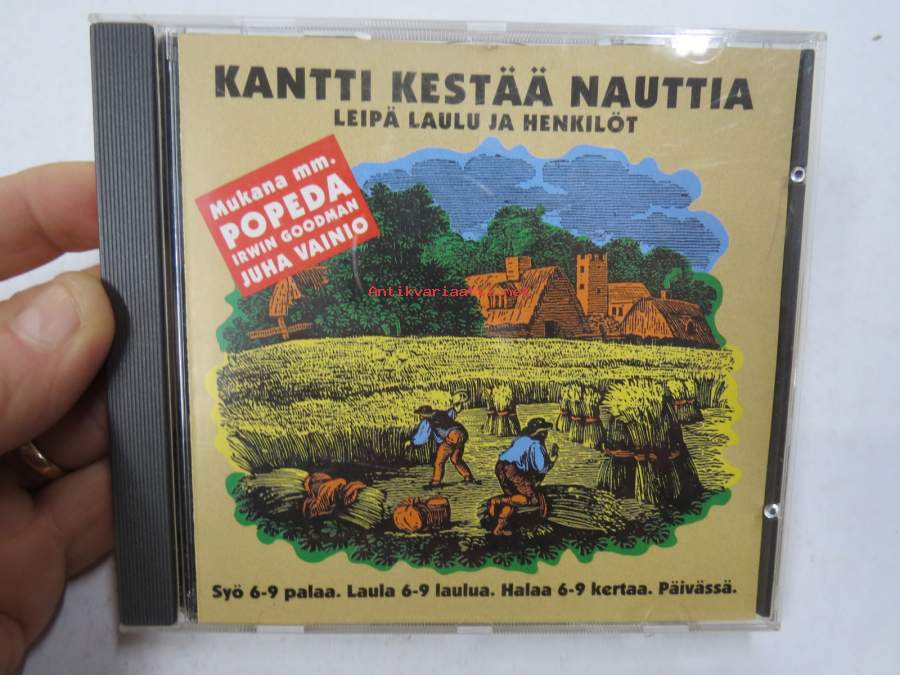 KANTTI KESTÄÄ NAUTTIA
LEIPÄ LAULU JA HENKILÖT
Mukana mm.
POPEDA
IRWIN GOODMAN
JUHA VAINIO
Antikvariaatti.net
Syö 6-9 palaa. Laula 6-9 laulua. Halaa 6-9 kertaa. Päivässä.